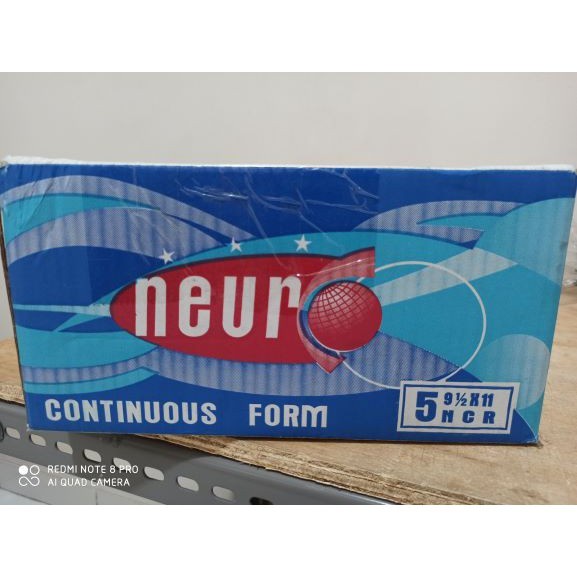 neuro
CONTINUOUS FORM
5 9½X11
NCR
REDMI NOTE 8 PRO
AI QUAD CAMERA